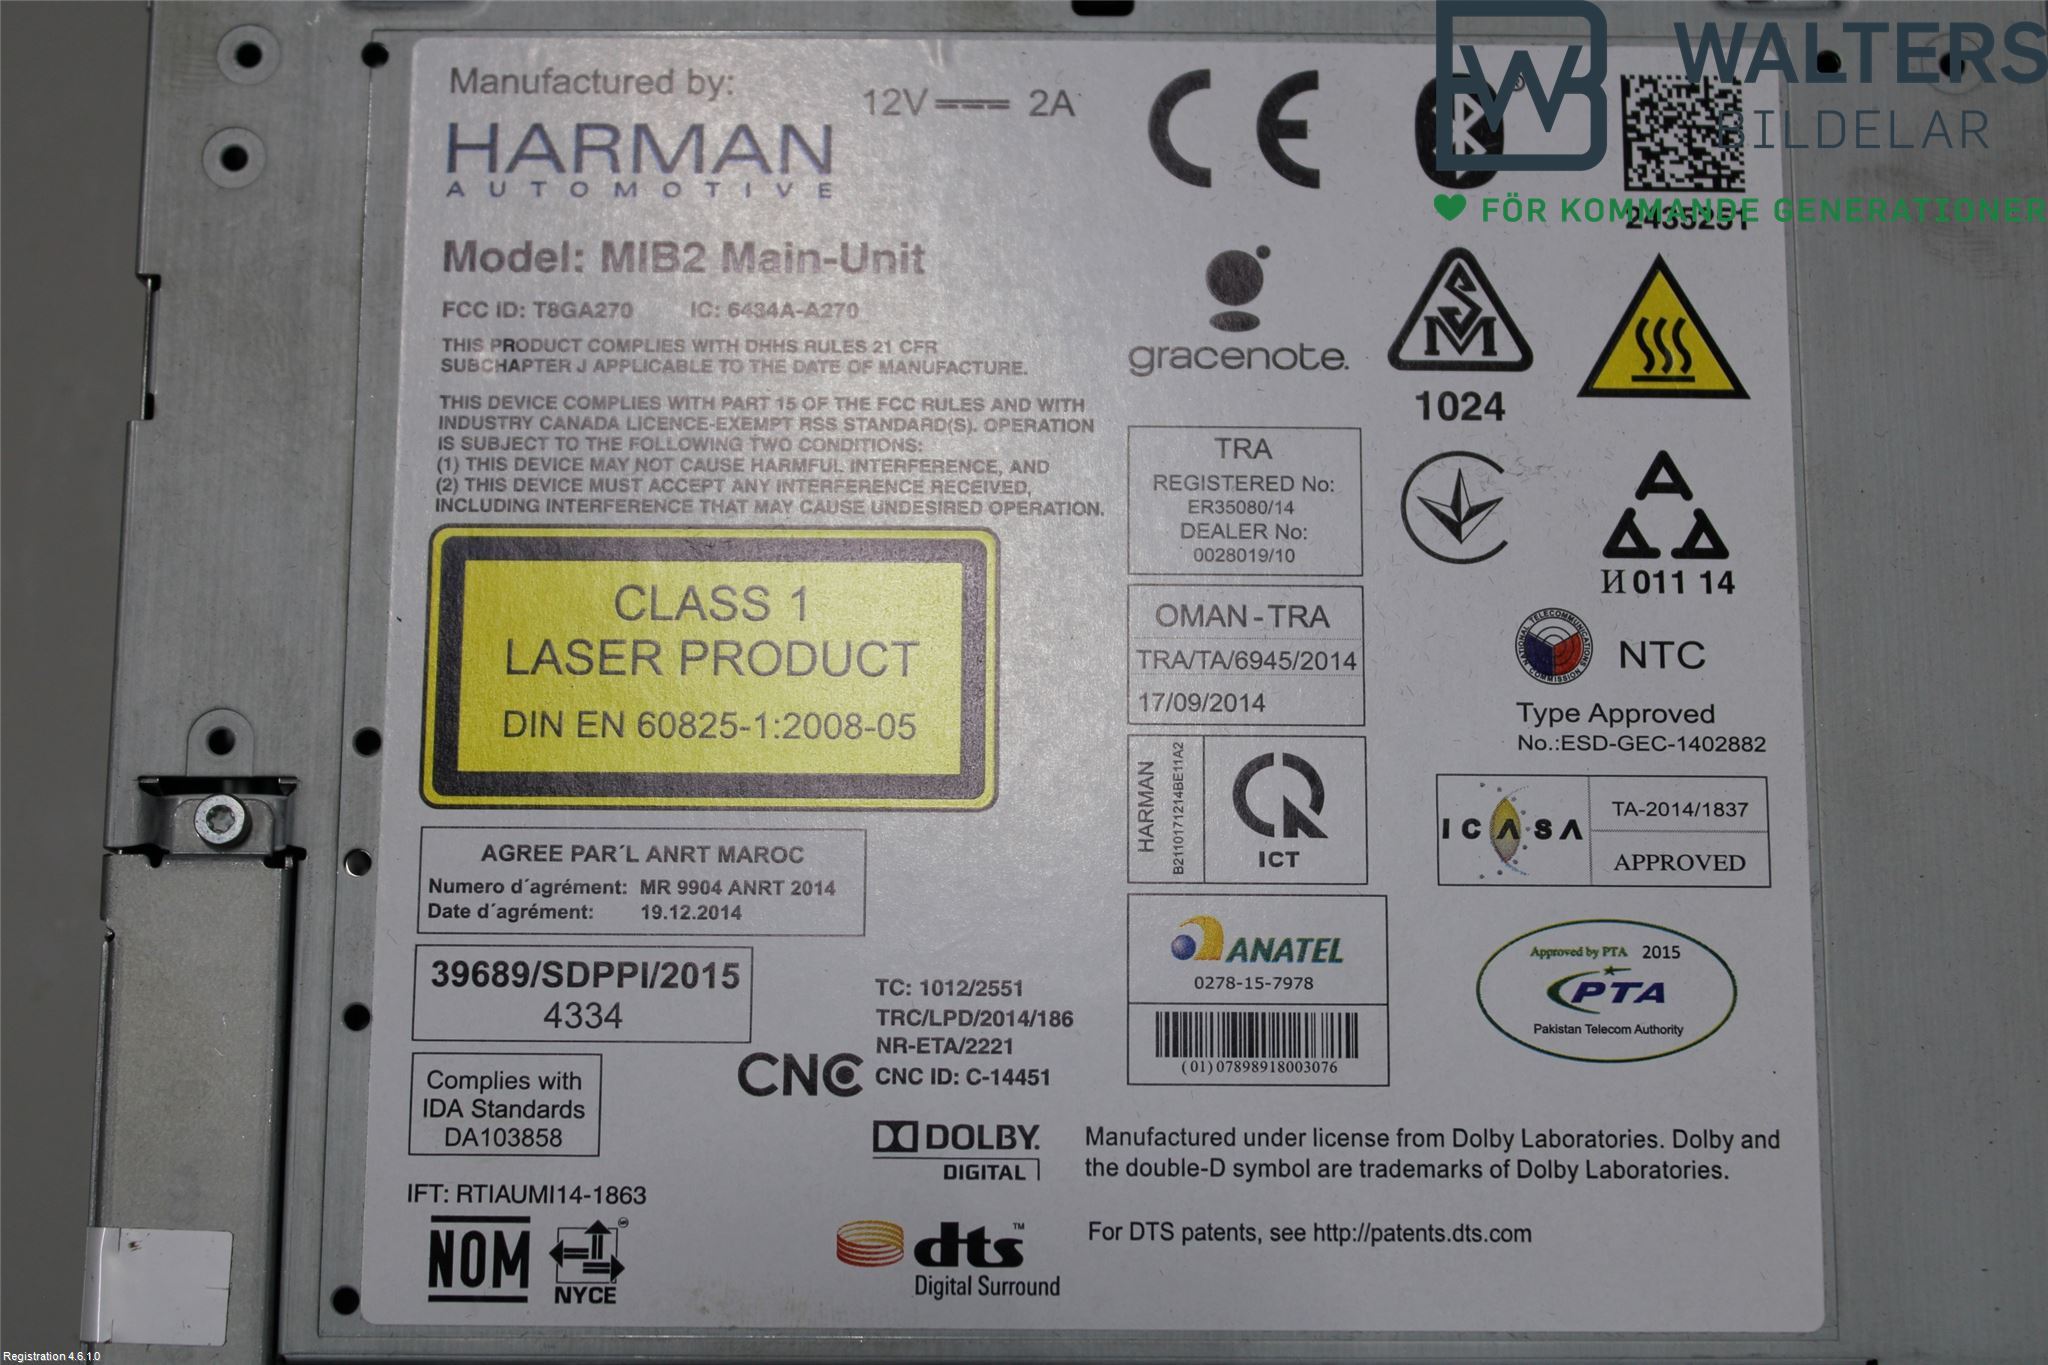 Manufactured by:
HARMAN
AUTOMOTIVE
12V 2A
Model: MIB2 Main-Unit
FCC ID: T8GA270 IC: 6434A-A270
THIS PRODUCT COMPLIES WITH DHHS RULES 21 CFR
SUBCHAPTER J APPLICABLE TO THE DATE OF MANUFACTURE.
THIS DEVICE COMPLIES WITH PART 15 OF THE FCC RULES AND WITH
INDUSTRY CANADA LICENCE-EXEMPT RSS STANDARD(S). OPERATION
IS SUBJECT TO THE FOLLOWING TWO CONDITIONS:
(1) THIS DEVICE MAY NOT CAUSE HARMFUL INTERFERENCE, AND
(2) THIS DEVICE MUST ACCEPT ANY INTERFERENCE RECEIVED,
INCLUDING INTERFERENCE THAT MAY CAUSE UNDESIRED OPERATION.
CLASS 1
LASER PRODUCT
DIN EN 60825-1:2008-05
AGREE PAR´L ANRT MAROC
Numero d´agrément: MR 9904 ANRT 2014
Date d´agrément: 19.12.2014
39689/SDPPI/2015
4334
Complies with
IDA Standards
DA103858
IFT: RTIAUMI14-1863
NOM
NYCE
CNC
TC: 1012/2551
TRC/LPD/2014/186
NR-ETA/2221
CNC ID: C-14451
DOLBY.
DIGITAL
Manufactured under license from Dolby Laboratories. Dolby and
the double-D symbol are trademarks of Dolby Laboratories.
dts™
Digital Surround
For DTS patents, see http://patents.dts.com
CE
gracenote.
TRA
REGISTERED No:
ER35080/14
DEALER No:
0028019/10
OMAN-TRA
TRA/TA/6945/2014
17/09/2014
HARMAN
B2110171214BE11A2
ICT
ANATEL
0278-15-7978
(01)07898918003076
SM
1024
И 011 14
NATIONAL TELECOMMUNICATIONS COMMISSION
NTC
Type Approved
No.:ESD-GEC-1402882
ICASA
TA-2014/1837
APPROVED
Approved by PTA 2015
PTA
Pakistan Telecom Authority
2435251
WALTERS
BILDELAR
FÖR KOMMANDE GENERATIONER
Registration 4.6.1.0